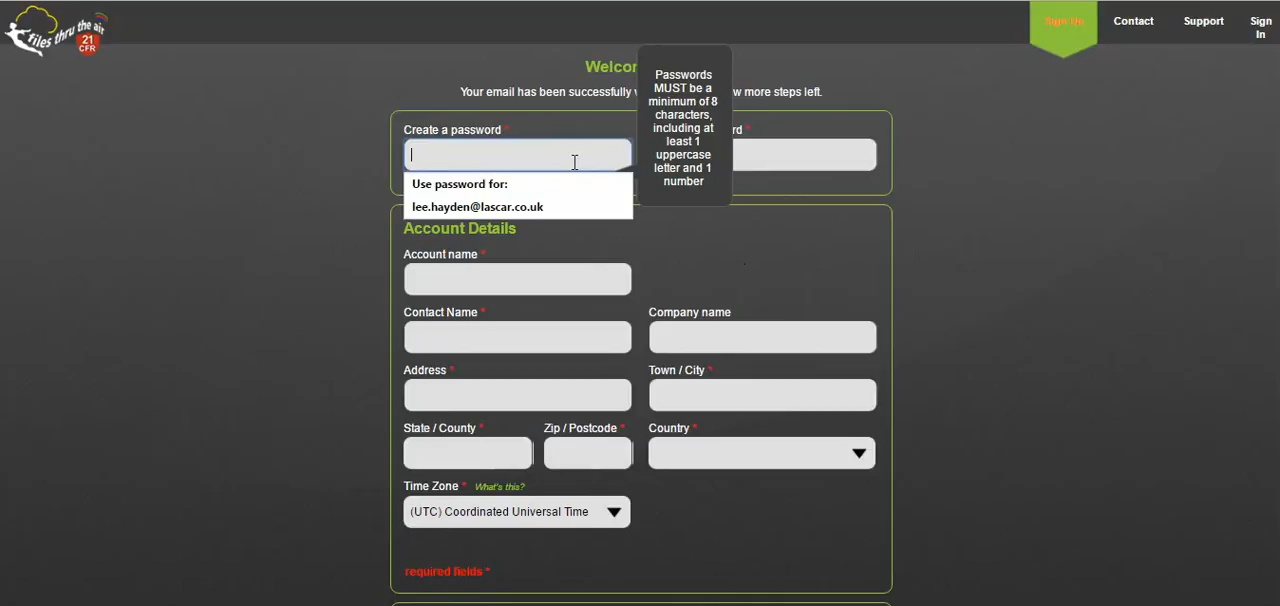 files thru the air
21
CFR
Sign Up
Contact
Support
Sign
In
Welcom
Your email has been successfully w more steps left.
Passwords
MUST be a
minimum of 8
characters,
including at
least 1
uppercase
letter and 1
number
Create a password *
rd *
Use password for:
lee.hayden@lascar.co.uk
Account Details
Account name *
Contact Name *
Company name
Address *
Town / City *
State / County *
Zip / Postcode *
Country *
Time Zone * What's this?
(UTC) Coordinated Universal Time
required fields *